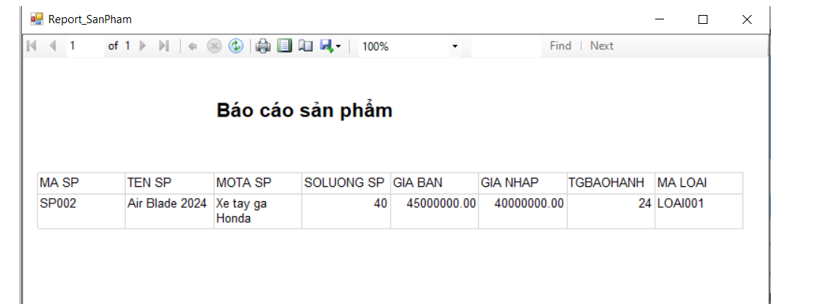 Report_SanPham
1 of 1 100% Find | Next
Báo cáo sản phẩm
MA SP TEN SP MOTA SP SOLUONG SP GIA BAN GIA NHAP TGBAOHANH MA LOAI
SP002 Air Blade 2024 Xe tay ga 40 45000000.00 40000000.00 24 LOAI001
Honda